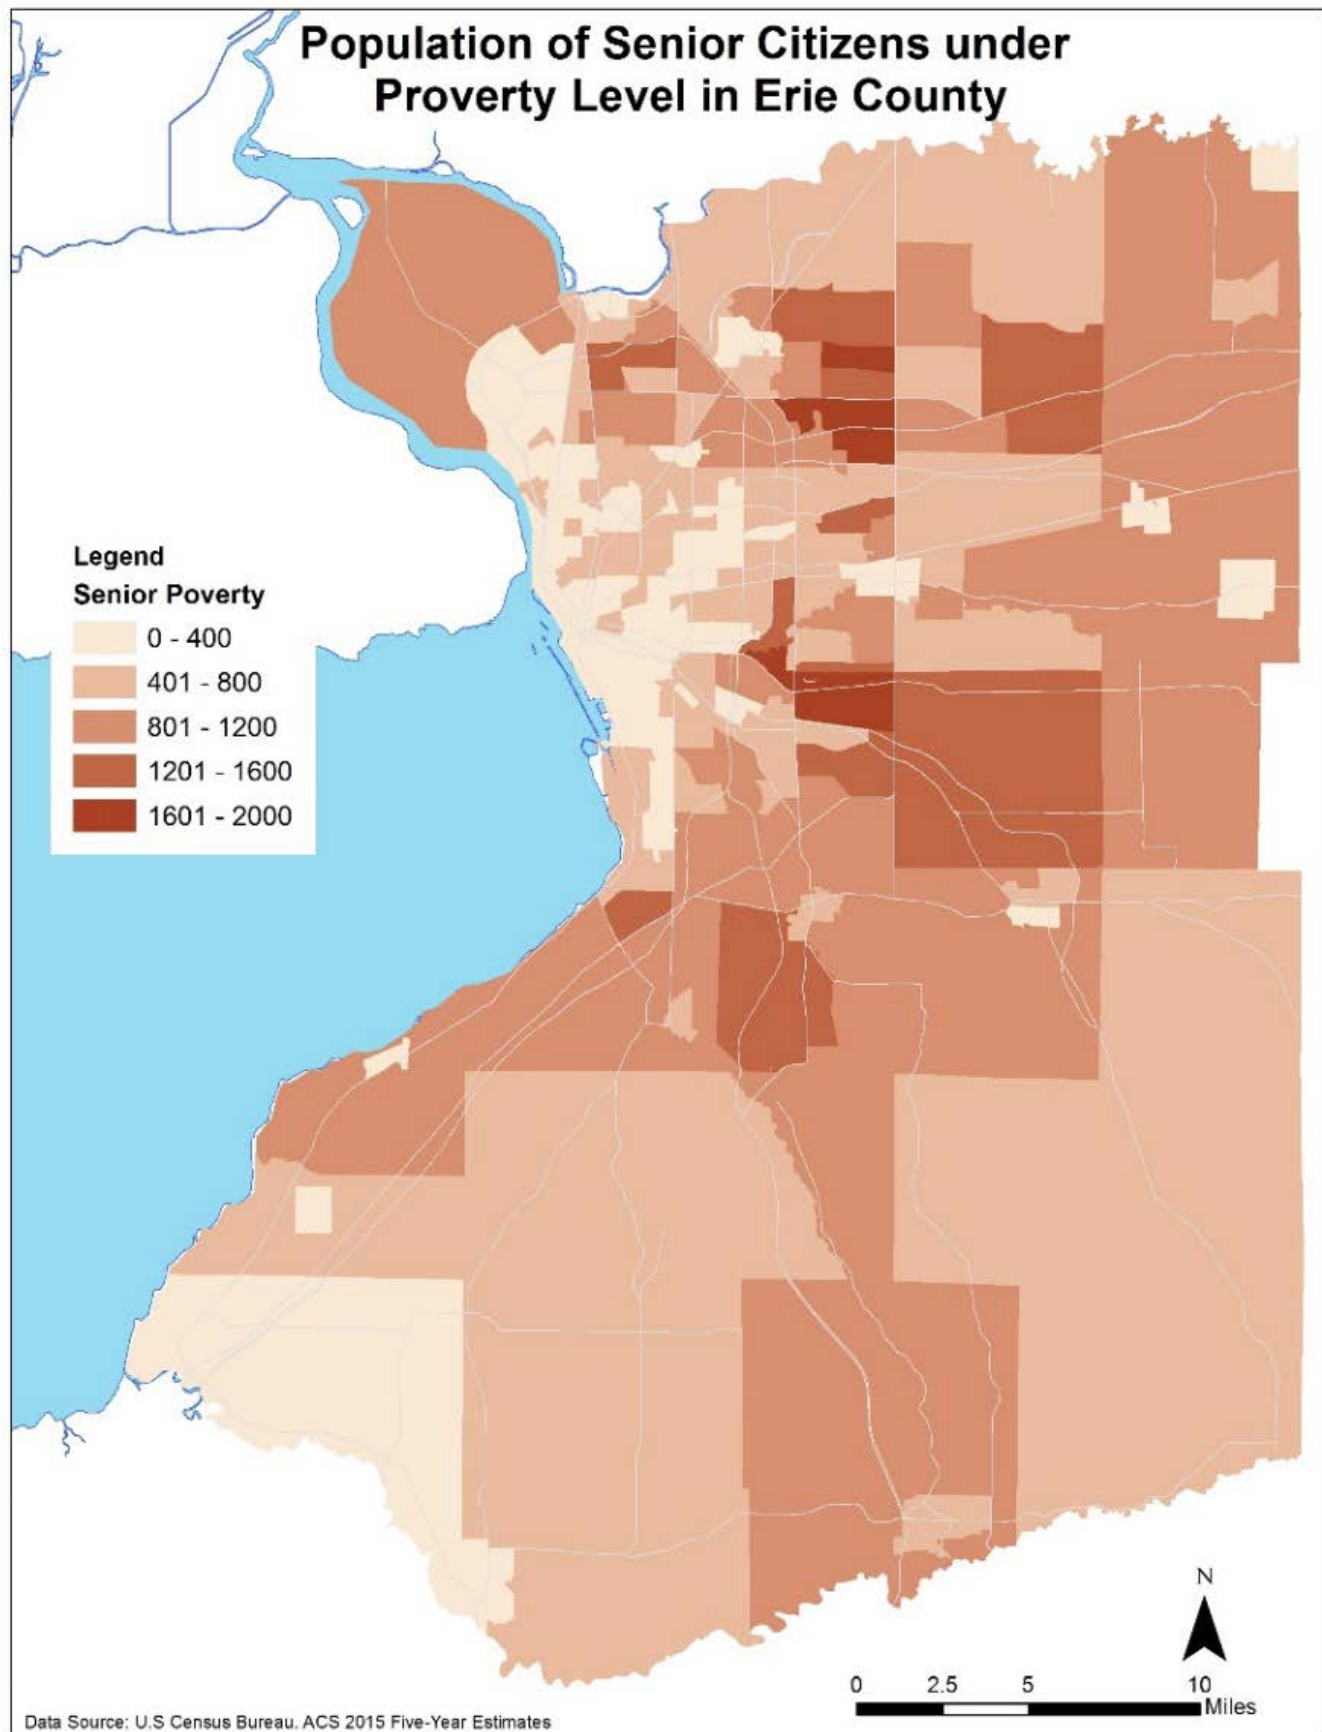 Population of Senior Citizens under
Proverty Level in Erie County
Legend
Senior Poverty
0 - 400
401 - 800
801 - 1200
1201 - 1600
1601 - 2000
N
0 2.5 5 10
Miles
Data Source: U.S Census Bureau. ACS 2015 Five-Year Estimates